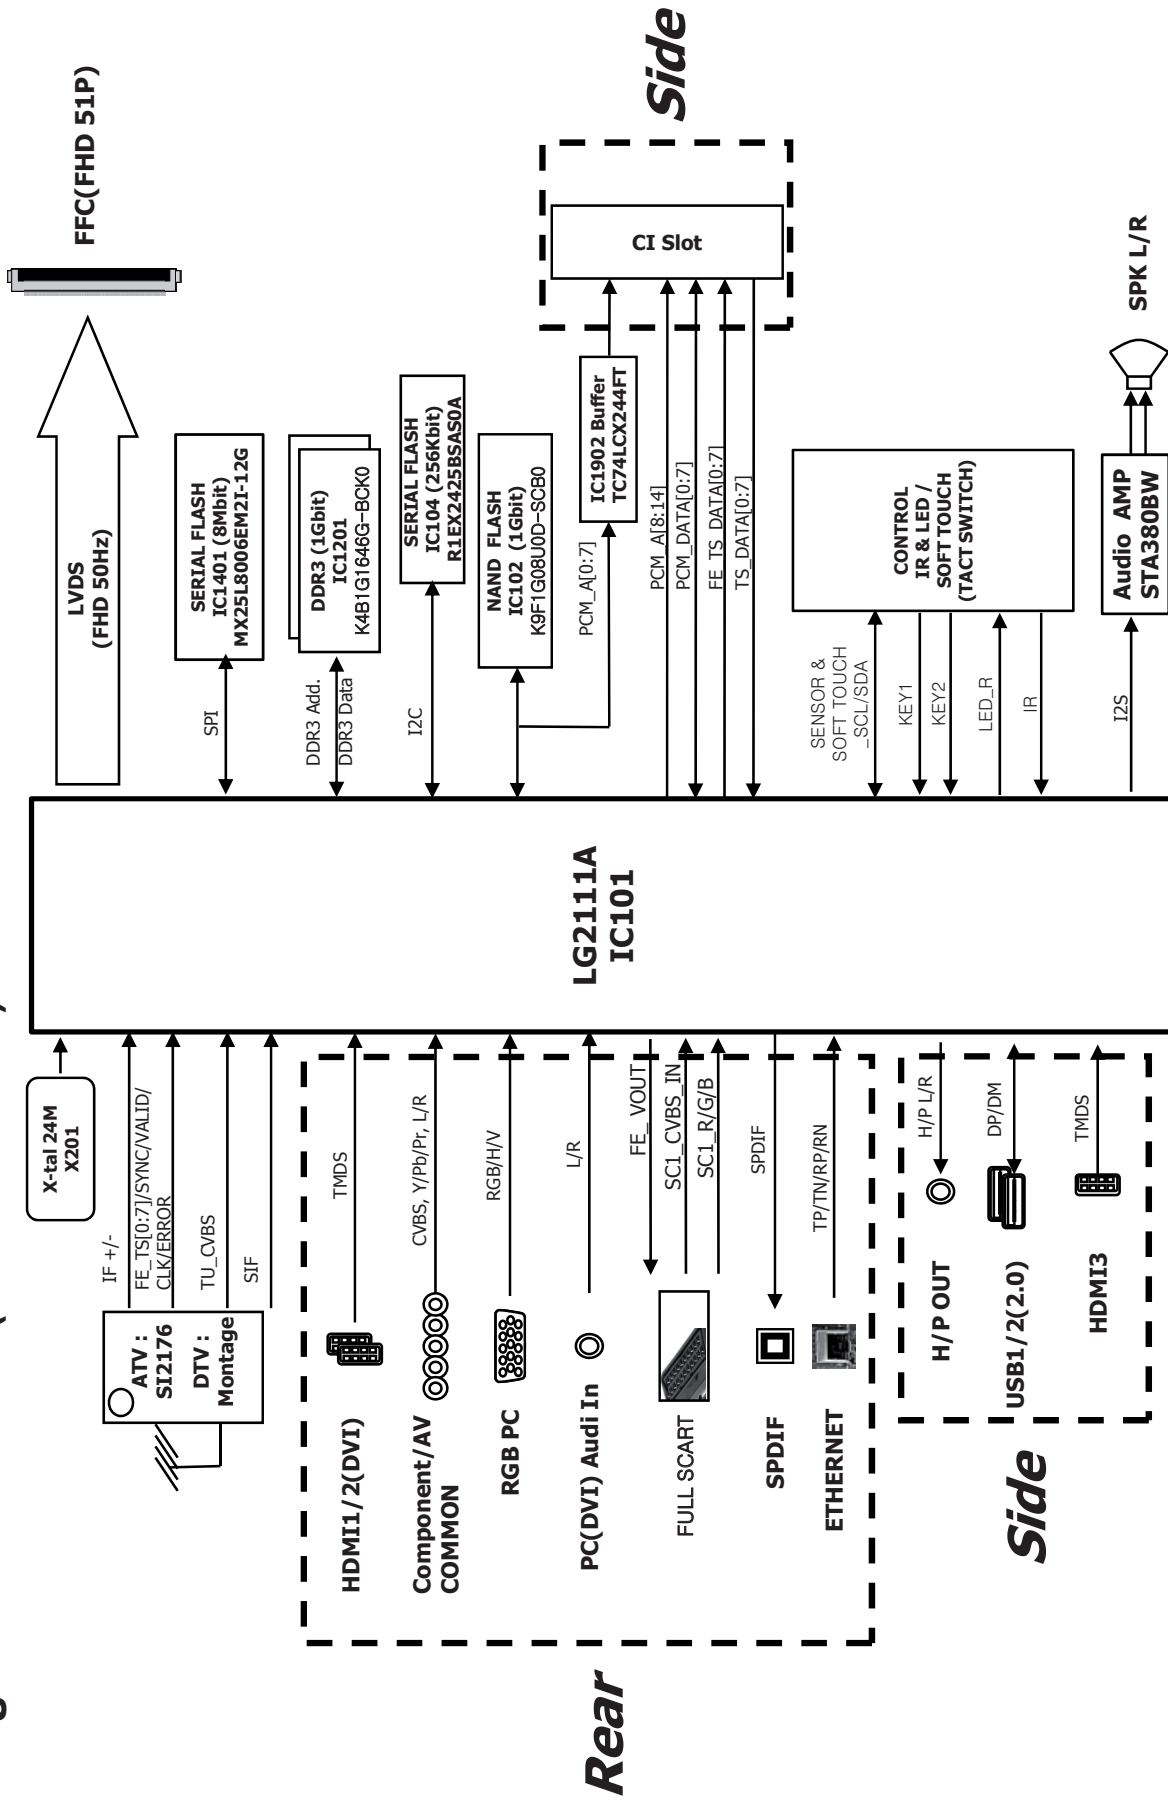 X-tal 24M
X201
ATV :
SI2176
DTV :
Montage
IF +/-
FE_TS[0:7]/SYNC/VALID/
CLK/ERROR
TU_CVBS
SIF
Rear
HDMI1/2(DVI)
TMDS
Component/AV
COMMON
CVBS, Y/Pb/Pr, L/R
RGB PC
RGB/H/V
PC(DVI) Audi In
L/R
FULL SCART
FE_VOUT
SC1_CVBS_IN
SC1_R/G/B
SPDIF
SPDIF
ETHERNET
TP/TN/RP/RN
Side
H/P OUT
H/P L/R
USB1/2(2.0)
DP/DM
HDMI3
TMDS
LG2111A
IC101
LVDS
(FHD 50Hz)
FFC(FHD 51P)
SPI
SERIAL FLASH
IC1401 (8Mbit)
MX25L8006EM2I-12G
DDR3 Add.
DDR3 Data
DDR3 (1Gbit)
IC1201
K4B1G1646G-BCK0
I2C
SERIAL FLASH
IC104 (256Kbit)
R1EX2425BSAS0A
NAND FLASH
IC102 (1Gbit)
K9F1G08U0D-SCB0
PCM_A[0:7]
IC1902 Buffer
TC74LCX244FT
PCM_A[8:14]
PCM_DATA[0:7]
FE_TS_DATA[0:7]
TS_DATA[0:7]
CI Slot
Side
SENSOR &
SOFT TOUCH
_SCL/SDA
KEY1
KEY2
LED_R
IR
CONTROL
IR & LED /
SOFT TOUCH
(TACT SWITCH)
I2S
Audio AMP
STA380BW
SPK L/R